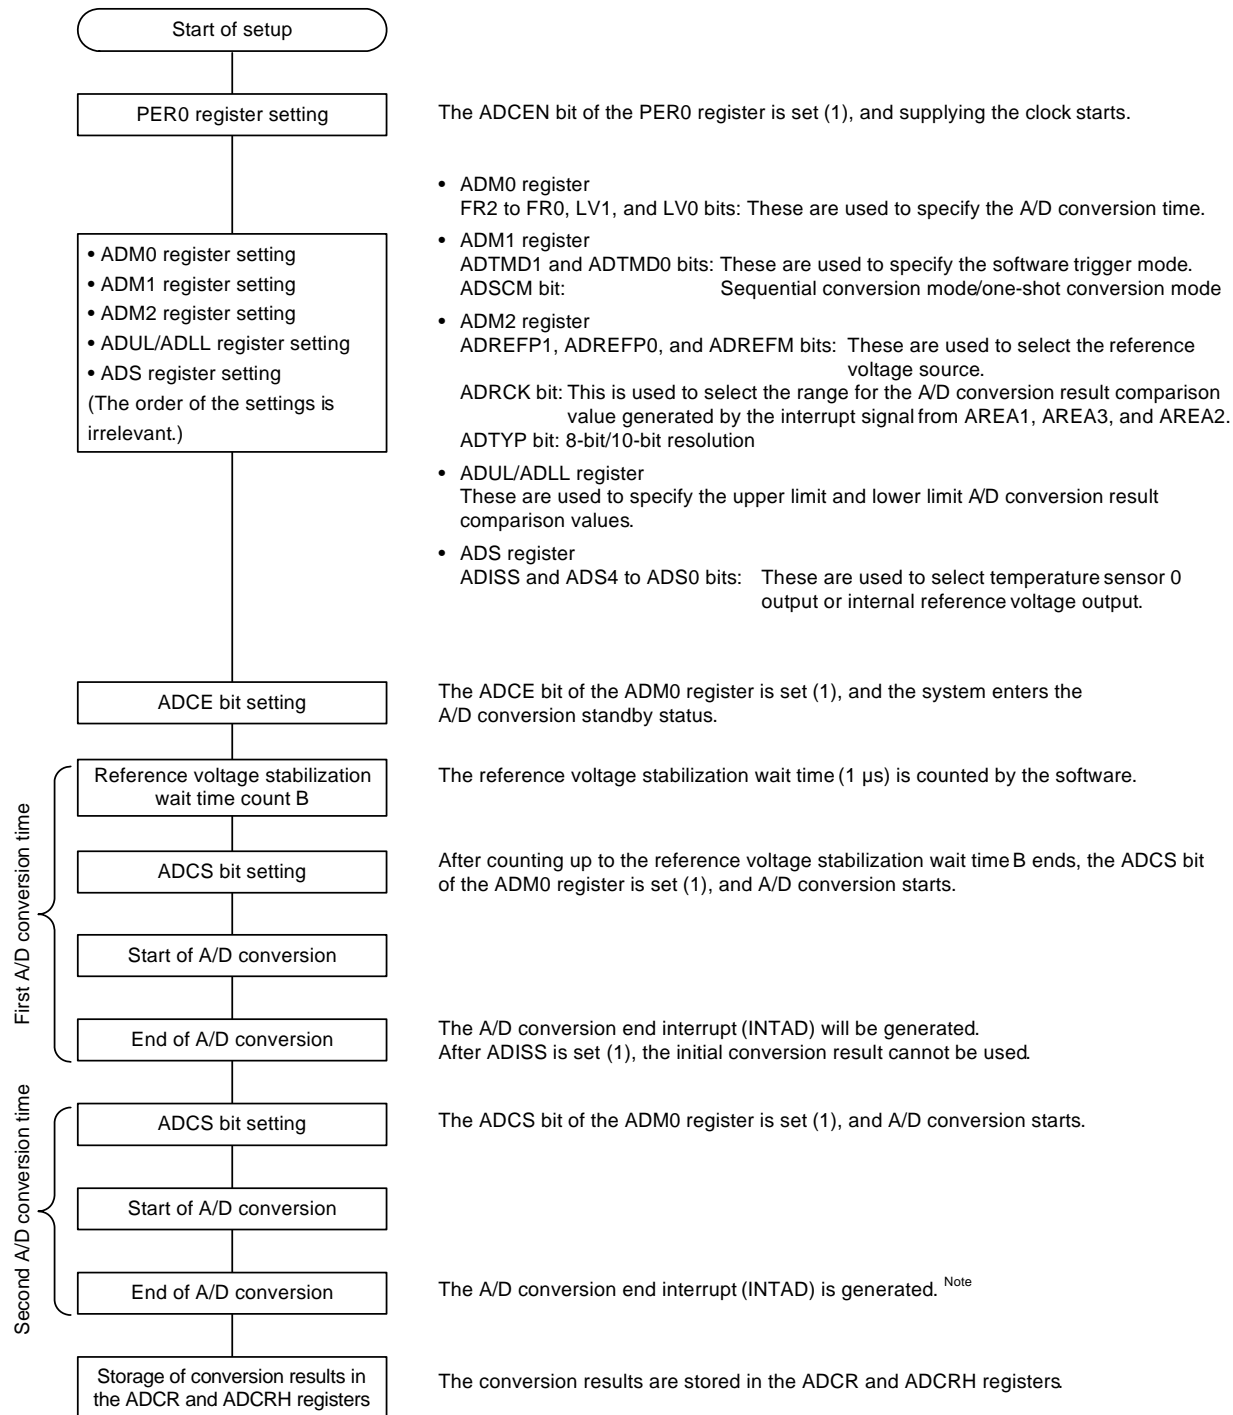 Start of setup
PER0 register setting
The ADCEN bit of the PER0 register is set (1), and supplying the clock starts.
• ADM0 register setting
• ADM1 register setting
• ADM2 register setting
• ADUL/ADLL register setting
• ADS register setting
(The order of the settings is
irrelevant.)
• ADM0 register
FR2 to FR0, LV1, and LV0 bits: These are used to specify the A/D conversion time.
• ADM1 register
ADTMD1 and ADTMD0 bits: These are used to specify the software trigger mode.
ADSCM bit: Sequential conversion mode/one-shot conversion mode
• ADM2 register
ADREFP1, ADREFP0, and ADREFM bits: These are used to select the reference
voltage source.
ADRCK bit: This is used to select the range for the A/D conversion result comparison
value generated by the interrupt signal from AREA1, AREA3, and AREA2.
ADTYP bit: 8-bit/10-bit resolution
• ADUL/ADLL register
These are used to specify the upper limit and lower limit A/D conversion result
comparison values.
• ADS register
ADISS and ADS4 to ADS0 bits: These are used to select temperature sensor 0
output or internal reference voltage output.
ADCE bit setting
The ADCE bit of the ADM0 register is set (1), and the system enters the
A/D conversion standby status.
First A/D conversion time
Reference voltage stabilization
wait time count B
The reference voltage stabilization wait time (1 µs) is counted by the software.
ADCS bit setting
After counting up to the reference voltage stabilization wait time B ends, the ADCS bit
of the ADM0 register is set (1), and A/D conversion starts.
Start of A/D conversion
End of A/D conversion
The A/D conversion end interrupt (INTAD) will be generated.
After ADISS is set (1), the initial conversion result cannot be used.
Second A/D conversion time
ADCS bit setting
The ADCS bit of the ADM0 register is set (1), and A/D conversion starts.
Start of A/D conversion
End of A/D conversion
The A/D conversion end interrupt (INTAD) is generated. Note
Storage of conversion results in
the ADCR and ADCRH registers
The conversion results are stored in the ADCR and ADCRH registers.